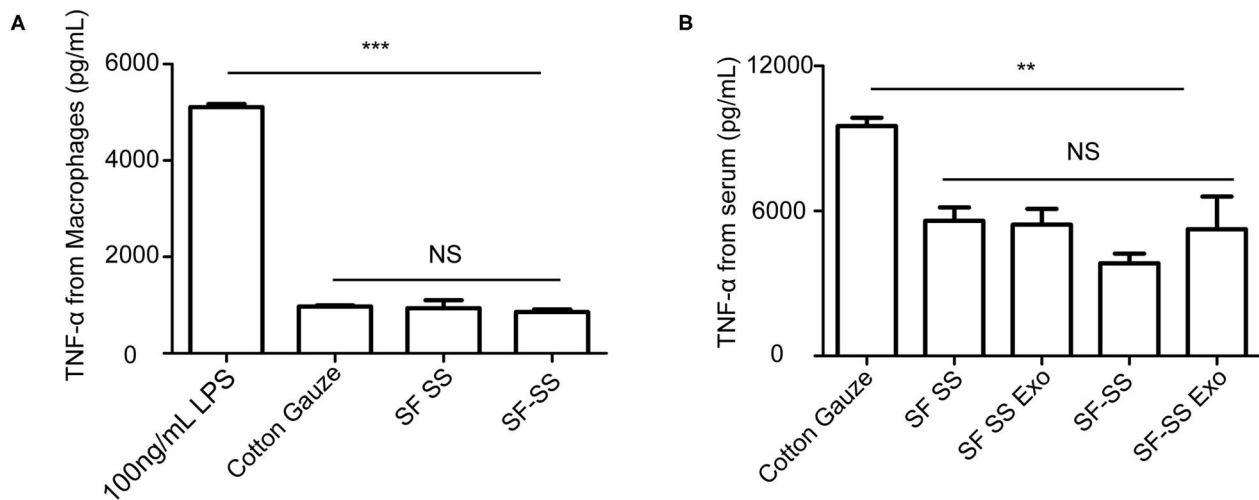 A
TNF-α from Macrophages (pg/mL)
6000
4000
2000
0
***
NS
100ng/mL LPS
Cotton Gauze
SF SS
SF-SS
B
TNF-α from serum (pg/mL)
12000
6000
0
**
NS
Cotton Gauze
SF SS
SF SS Exo
SF-SS
SF-SS Exo